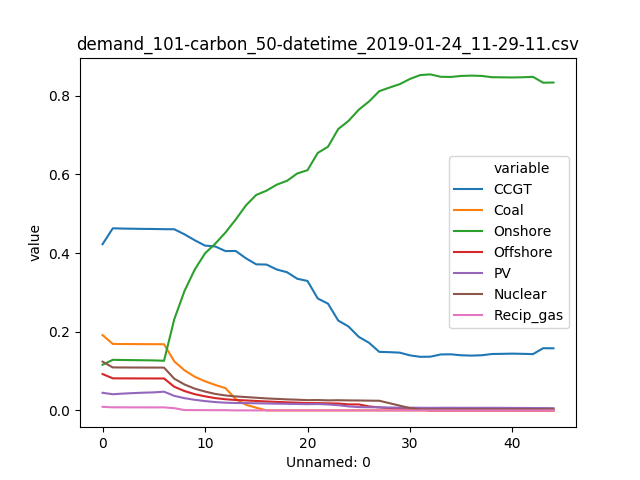 demand_101-carbon_50-datetime_2019-01-24_11-29-11.csv
0.8
0.6
0.4
0.2
0.0
value
variable
CCGT
Coal
Onshore
Offshore
PV
Nuclear
Recip_gas
0 10 20 30 40
Unnamed: 0